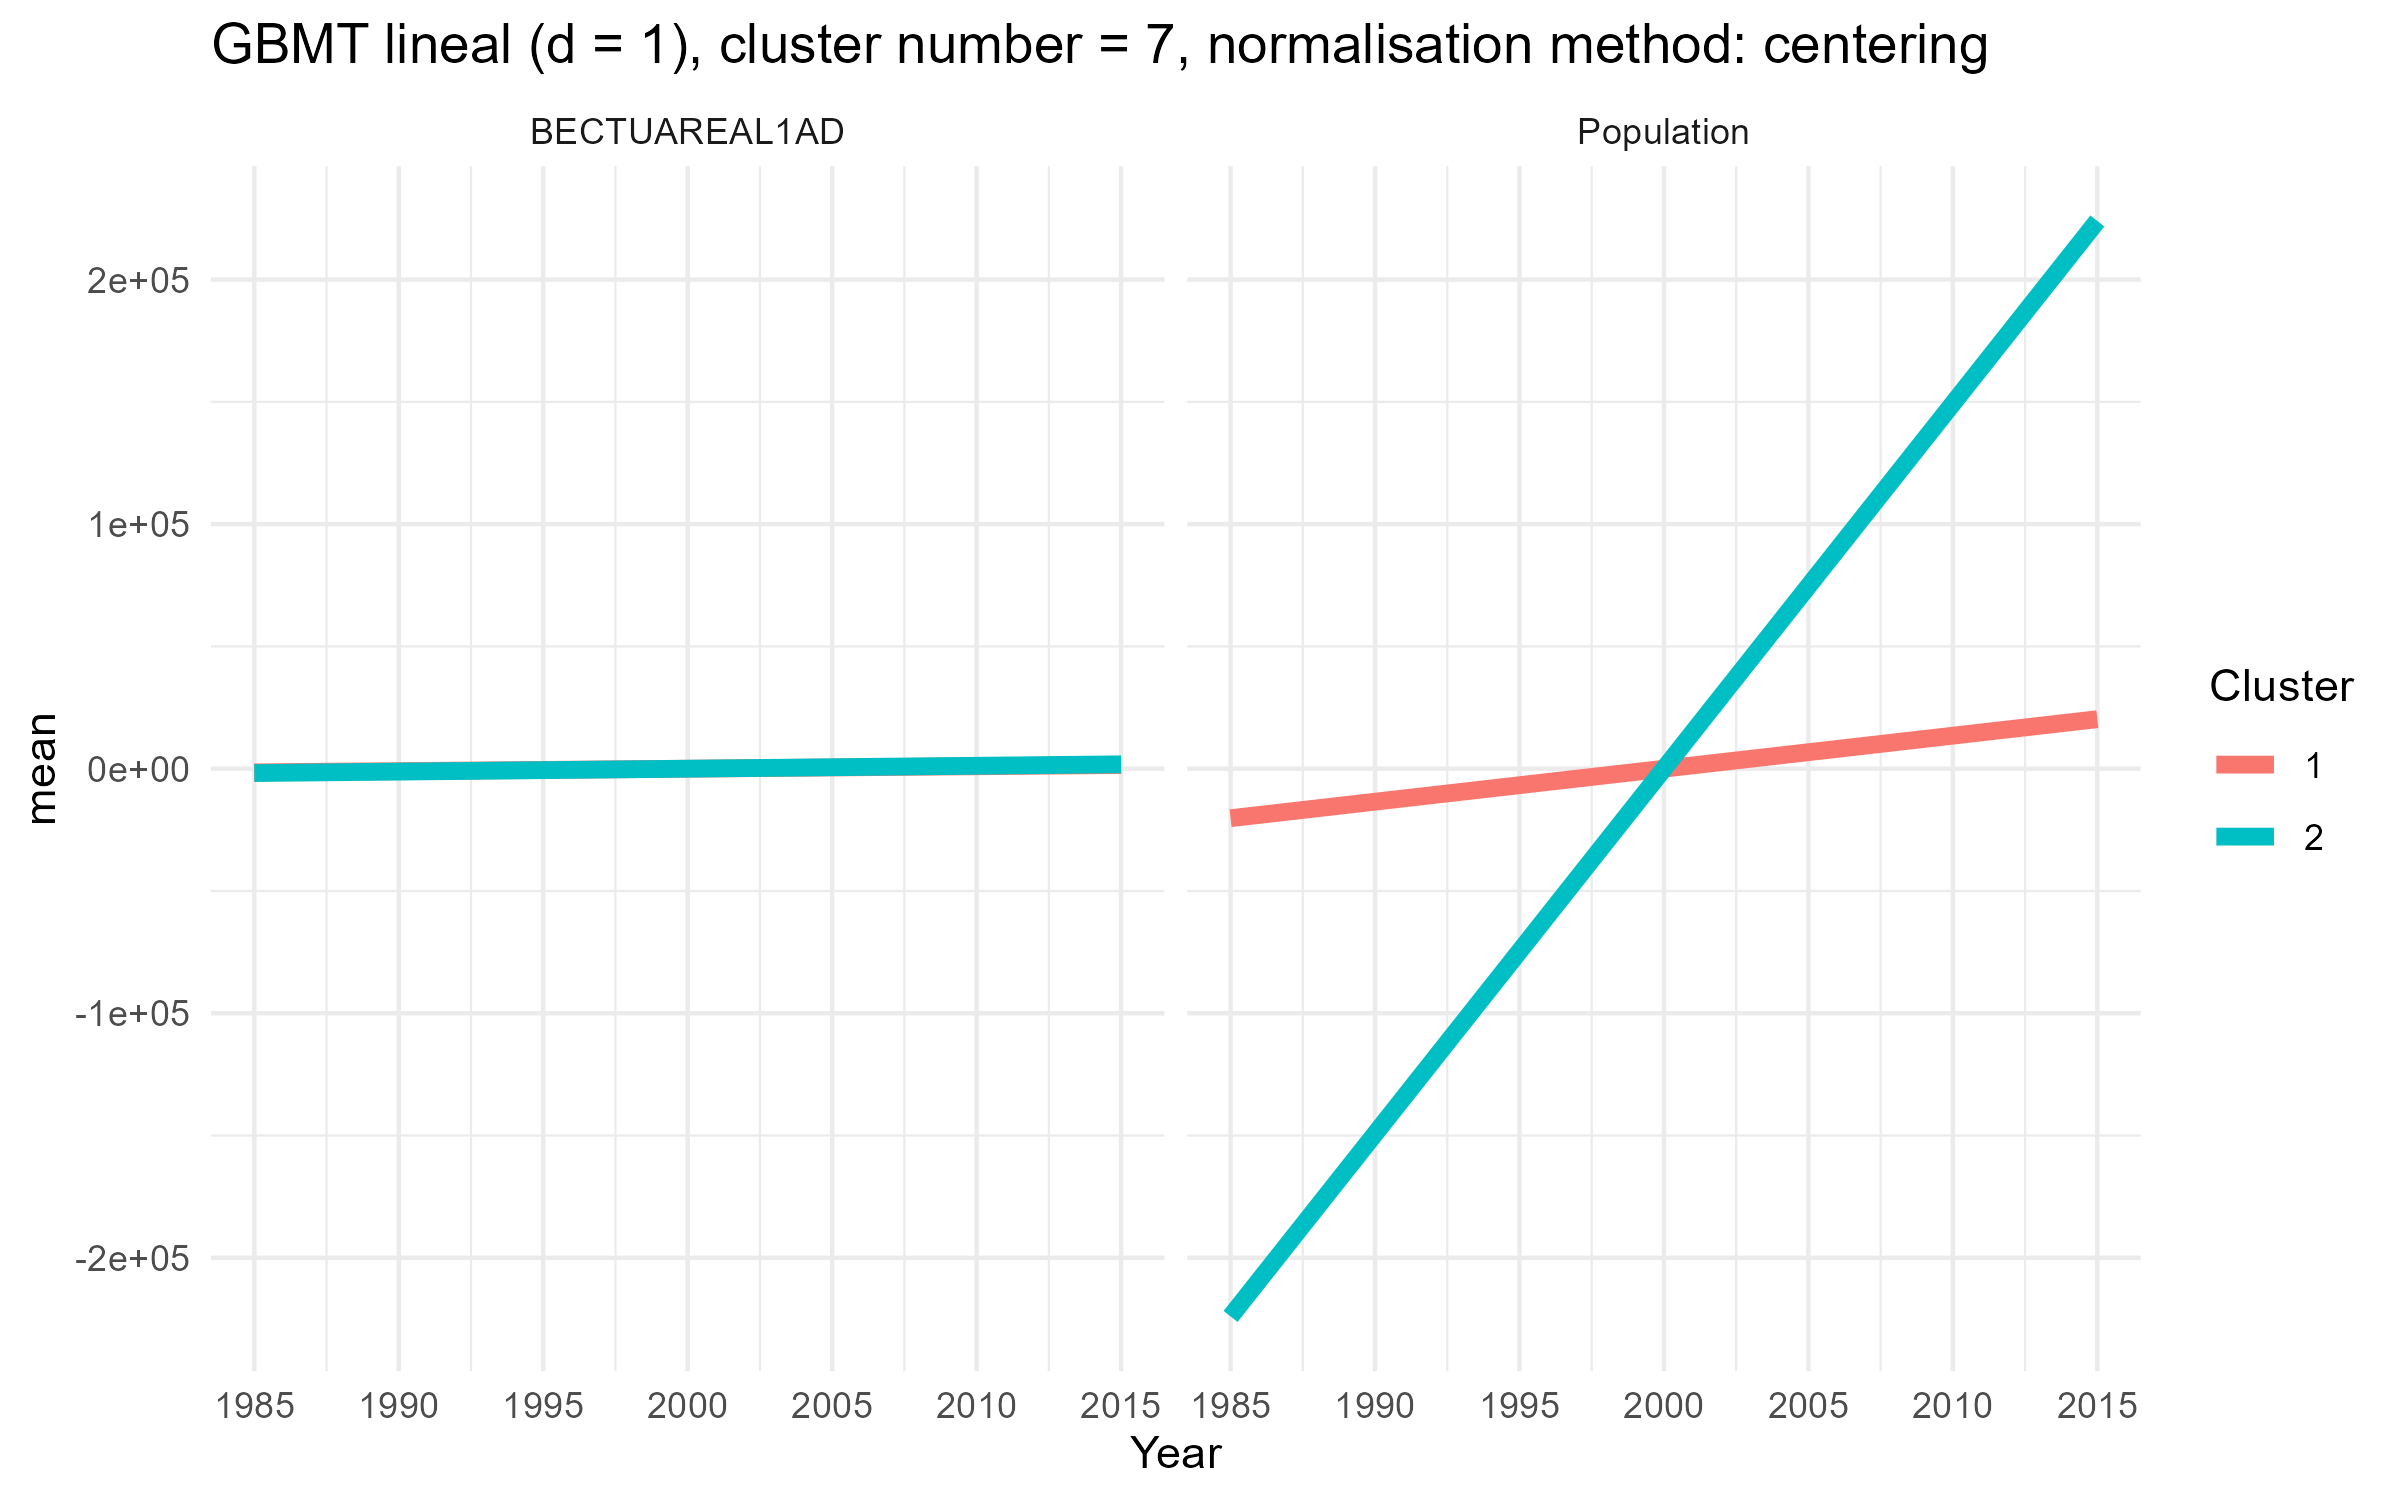 GBMT lineal (d = 1), cluster number = 7, normalisation method: centering
BECTUAREAL1AD
Population
2e+05
1e+05
0e+00
-1e+05
-2e+05
mean
1985 1990 1995 2000 2005 2010 2015
1985 1990 1995 2000 2005 2010 2015
Year
Cluster
1
2